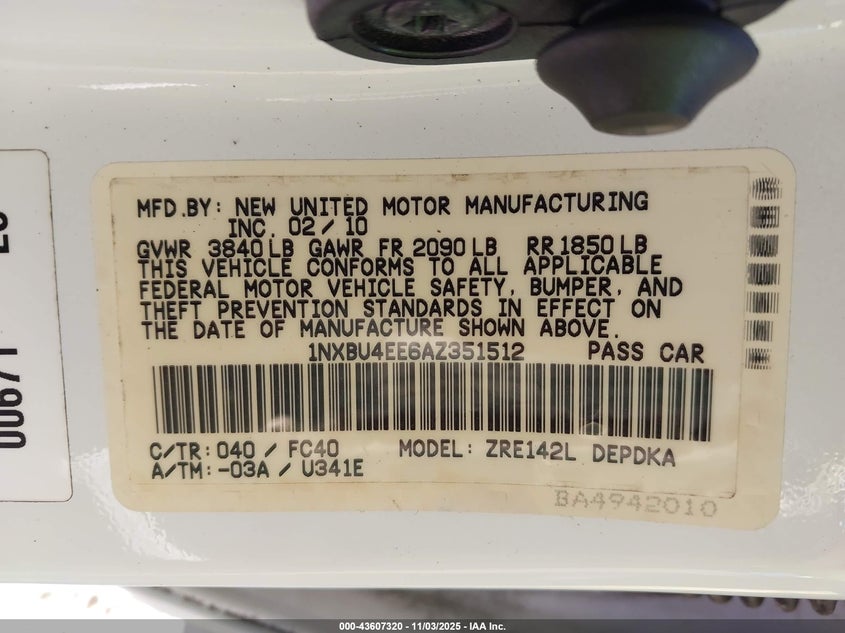 MFD.BY: NEW UNITED MOTOR MANUFACTURING
INC. 02/10
GVWR 3840 LB GAWR FR 2090 LB RR 1850 LB
THIS VEHICLE CONFORMS TO ALL APPLICABLE
FEDERAL MOTOR VEHICLE SAFETY, BUMPER, AND
THEFT PREVENTION STANDARDS IN EFFECT ON
THE DATE OF MANUFACTURE SHOWN ABOVE.
1NXBU4EE6AZ351512 PASS CAR
C/TR: 040 / FC40 MODEL: ZRE142L DEPDKA
A/TM: -03A / U341E
BA4942010
000-43607320 - 11/03/2025 - IAA Inc.